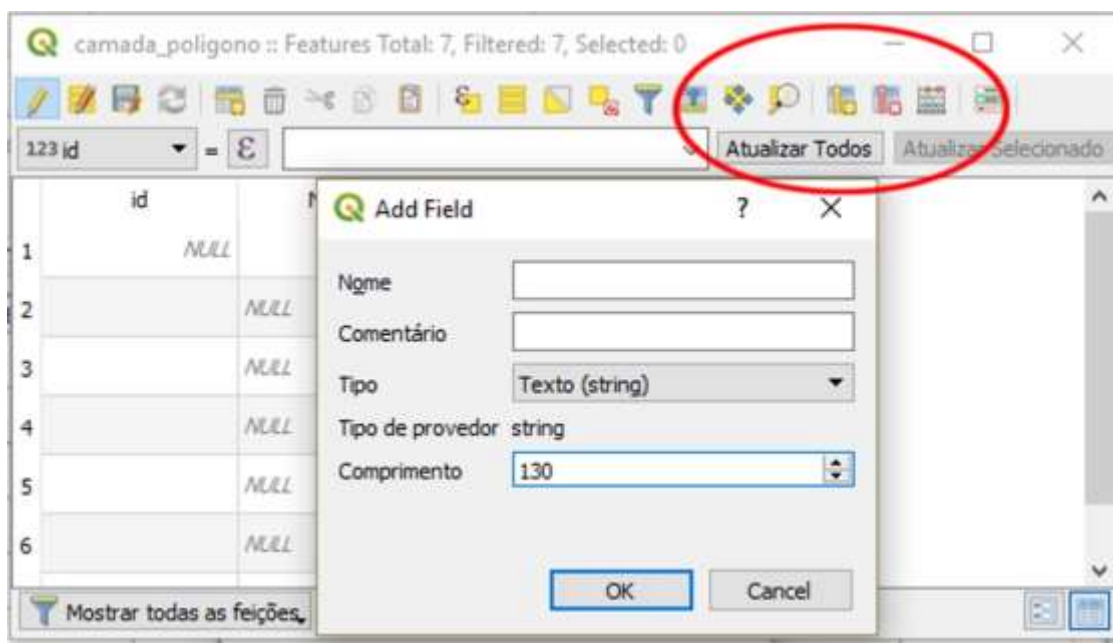 camada_poligono :: Features Total: 7, Filtered: 7, Selected: 0
123 id = ε Atualizar Todos Atualizar Selecionado
id
Add Field ?
1 NULL
Nome
2 NULL
Comentário
3 NULL
Tipo Texto (string)
4 NULL
Tipo de provedor string
5 NULL
Comprimento 130
6 NULL
OK Cancel
Mostrar todas as feições